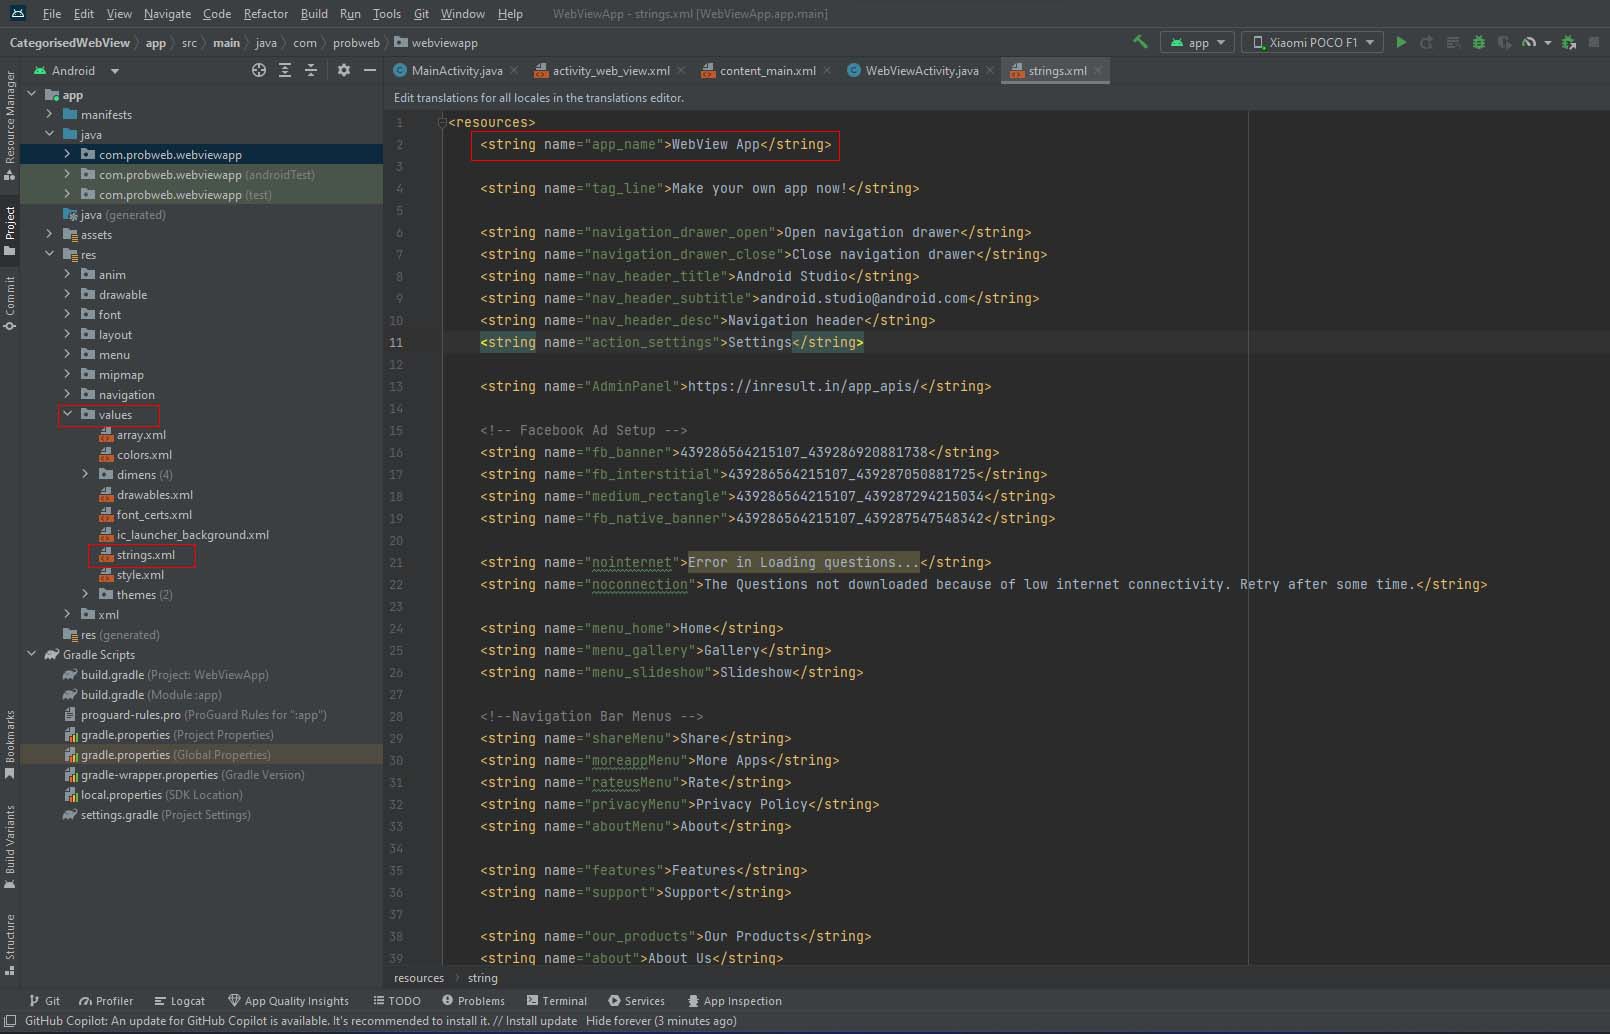 File Edit View Navigate Code Refactor Build Run Tools Git Window Help WebViewApp - strings.xml [WebViewApp.app.main]
CategorisedWebView app src main java com probweb webviewapp app Xiaomi POCO F1
Android
MainActivity.java activity_web_view.xml content_main.xml WebViewActivity.java strings.xml
Edit translations for all locales in the translations editor.
Resource Manager
Project
Commit
Bookmarks
Build Variants
Structure
app
manifests
java
com.probweb.webviewapp
com.probweb.webviewapp (androidTest)
com.probweb.webviewapp (test)
java (generated)
assets
res
anim
drawable
font
layout
menu
mipmap
navigation
values
array.xml
colors.xml
dimens (4)
drawables.xml
font_certs.xml
ic_launcher_background.xml
strings.xml
style.xml
themes (2)
xml
res (generated)
Gradle Scripts
build.gradle (Project: WebViewApp)
build.gradle (Module :app)
proguard-rules.pro (ProGuard Rules for ":app")
gradle.properties (Project Properties)
gradle.properties (Global Properties)
gradle-wrapper.properties (Gradle Version)
local.properties (SDK Location)
settings.gradle (Project Settings)
1 <resources>
2 <string name="app_name">WebView App</string>
3
4 <string name="tag_line">Make your own app now!</string>
5
6 <string name="navigation_drawer_open">Open navigation drawer</string>
7 <string name="navigation_drawer_close">Close navigation drawer</string>
8 <string name="nav_header_title">Android Studio</string>
9 <string name="nav_header_subtitle">android.studio@android.com</string>
10 <string name="nav_header_desc">Navigation header</string>
11 <string name="action_settings">Settings</string>
12
13 <string name="AdminPanel">https://inresult.in/app_apis/</string>
14
15 <!-- Facebook Ad Setup -->
16 <string name="fb_banner">439286564215107_439286920881738</string>
17 <string name="fb_interstitial">439286564215107_439287050881725</string>
18 <string name="medium_rectangle">439286564215107_439287294215034</string>
19 <string name="fb_native_banner">439286564215107_439287547548342</string>
20
21 <string name="nointernet">Error in Loading questions...</string>
22 <string name="noconnection">The Questions not downloaded because of low internet connectivity. Retry after some time.</string>
23
24 <string name="menu_home">Home</string>
25 <string name="menu_gallery">Gallery</string>
26 <string name="menu_slideshow">Slideshow</string>
27
28 <!--Navigation Bar Menus -->
29 <string name="shareMenu">Share</string>
30 <string name="moreappMenu">More Apps</string>
31 <string name="rateusMenu">Rate</string>
32 <string name="privacyMenu">Privacy Policy</string>
33 <string name="aboutMenu">About</string>
34
35 <string name="features">Features</string>
36 <string name="support">Support</string>
37
38 <string name="our_products">Our Products</string>
39 <string name="about">About Us</string>
resources string
Git Profiler Logcat App Quality Insights TODO Problems Terminal Services App Inspection
GitHub Copilot: An update for GitHub Copilot is available. It's recommended to install it. // Install update Hide forever (3 minutes ago)